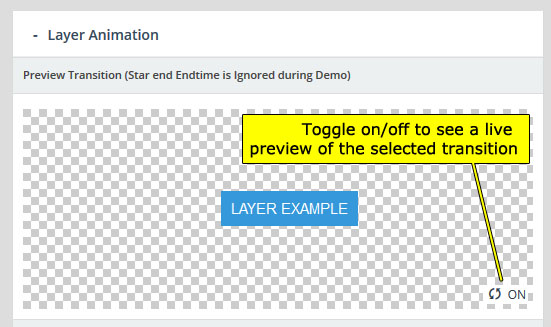 - Layer Animation
Preview Transition (Star end Endtime is Ignored during Demo)
Toggle on/off to see a live
preview of the selected transition
LAYER EXAMPLE
ON